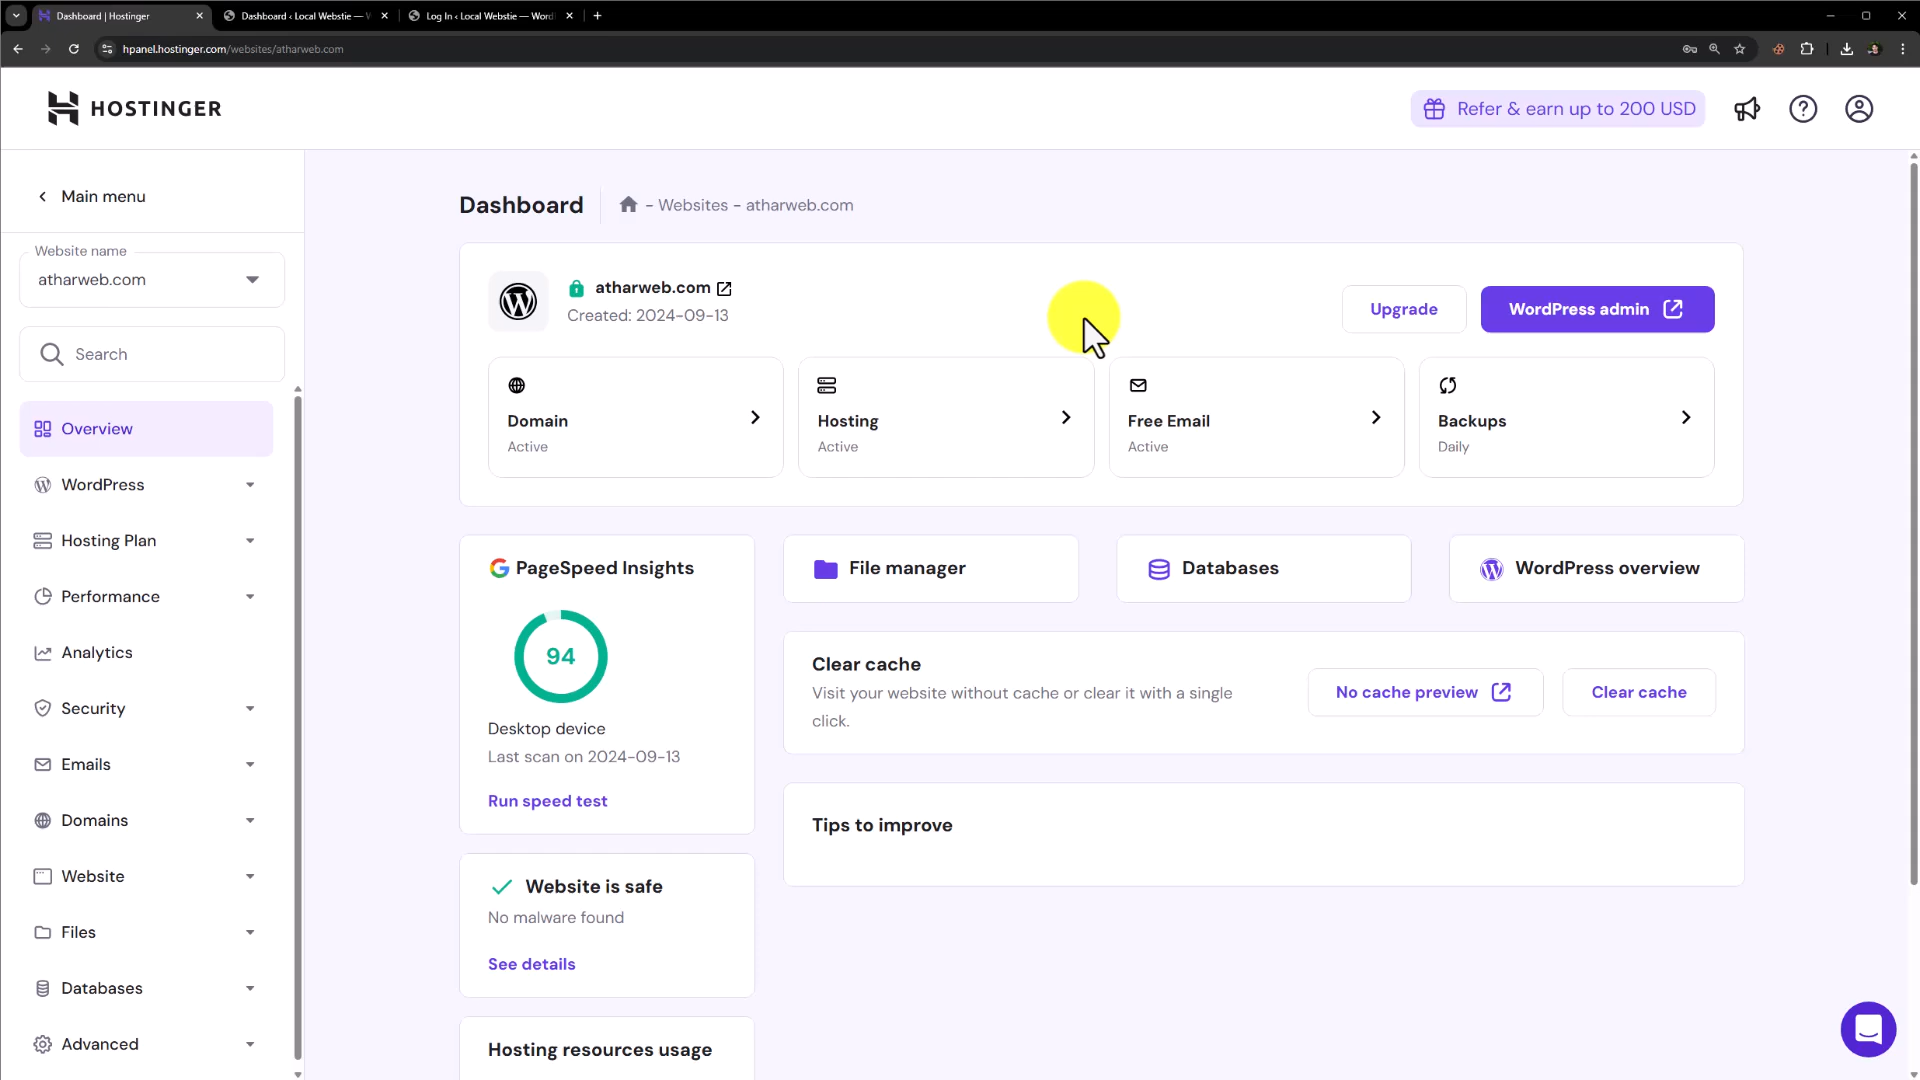 Dashboard | Hostinger
Dashboard ‹ Local Webstie — W
Log In ‹ Local Webstie — Word
hpanel.hostinger.com/websites/atharweb.com
HOSTINGER
Refer & earn up to 200 USD
Main menu
Website name
atharweb.com
Search
Overview
WordPress
Hosting Plan
Performance
Analytics
Security
Emails
Domains
Website
Files
Databases
Advanced
Dashboard
- Websites - atharweb.com
atharweb.com
Created: 2024-09-13
Upgrade
WordPress admin
Domain
Active
Hosting
Active
Free Email
Active
Backups
Daily
PageSpeed Insights
94
Desktop device
Last scan on 2024-09-13
Run speed test
File manager
Databases
WordPress overview
Clear cache
Visit your website without cache or clear it with a single
click.
No cache preview
Clear cache
Tips to improve
Website is safe
No malware found
See details
Hosting resources usage